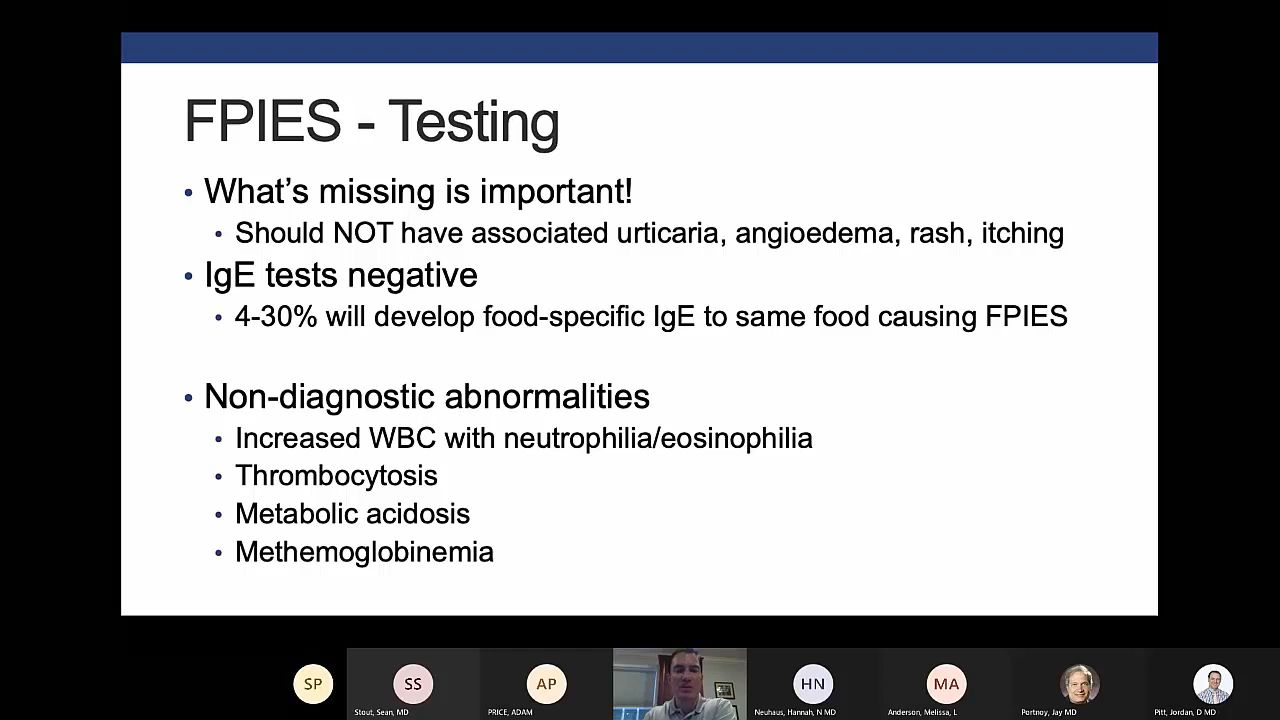 FPIES - Testing
• What's missing is important!
• Should NOT have associated urticaria, angioedema, rash, itching
• IgE tests negative
• 4-30% will develop food-specific IgE to same food causing FPIES
• Non-diagnostic abnormalities
• Increased WBC with neutrophilia/eosinophilia
• Thrombocytosis
• Metabolic acidosis
• Methemoglobinemia
SP
SS
AP
HN
MA
Stout, Sean, MD
PRICE, ADAM
Neuhaus, Hannah, N MD
Anderson, Melissa, L
Portnoy, Jay MD
Pitt, Jordan, D MD